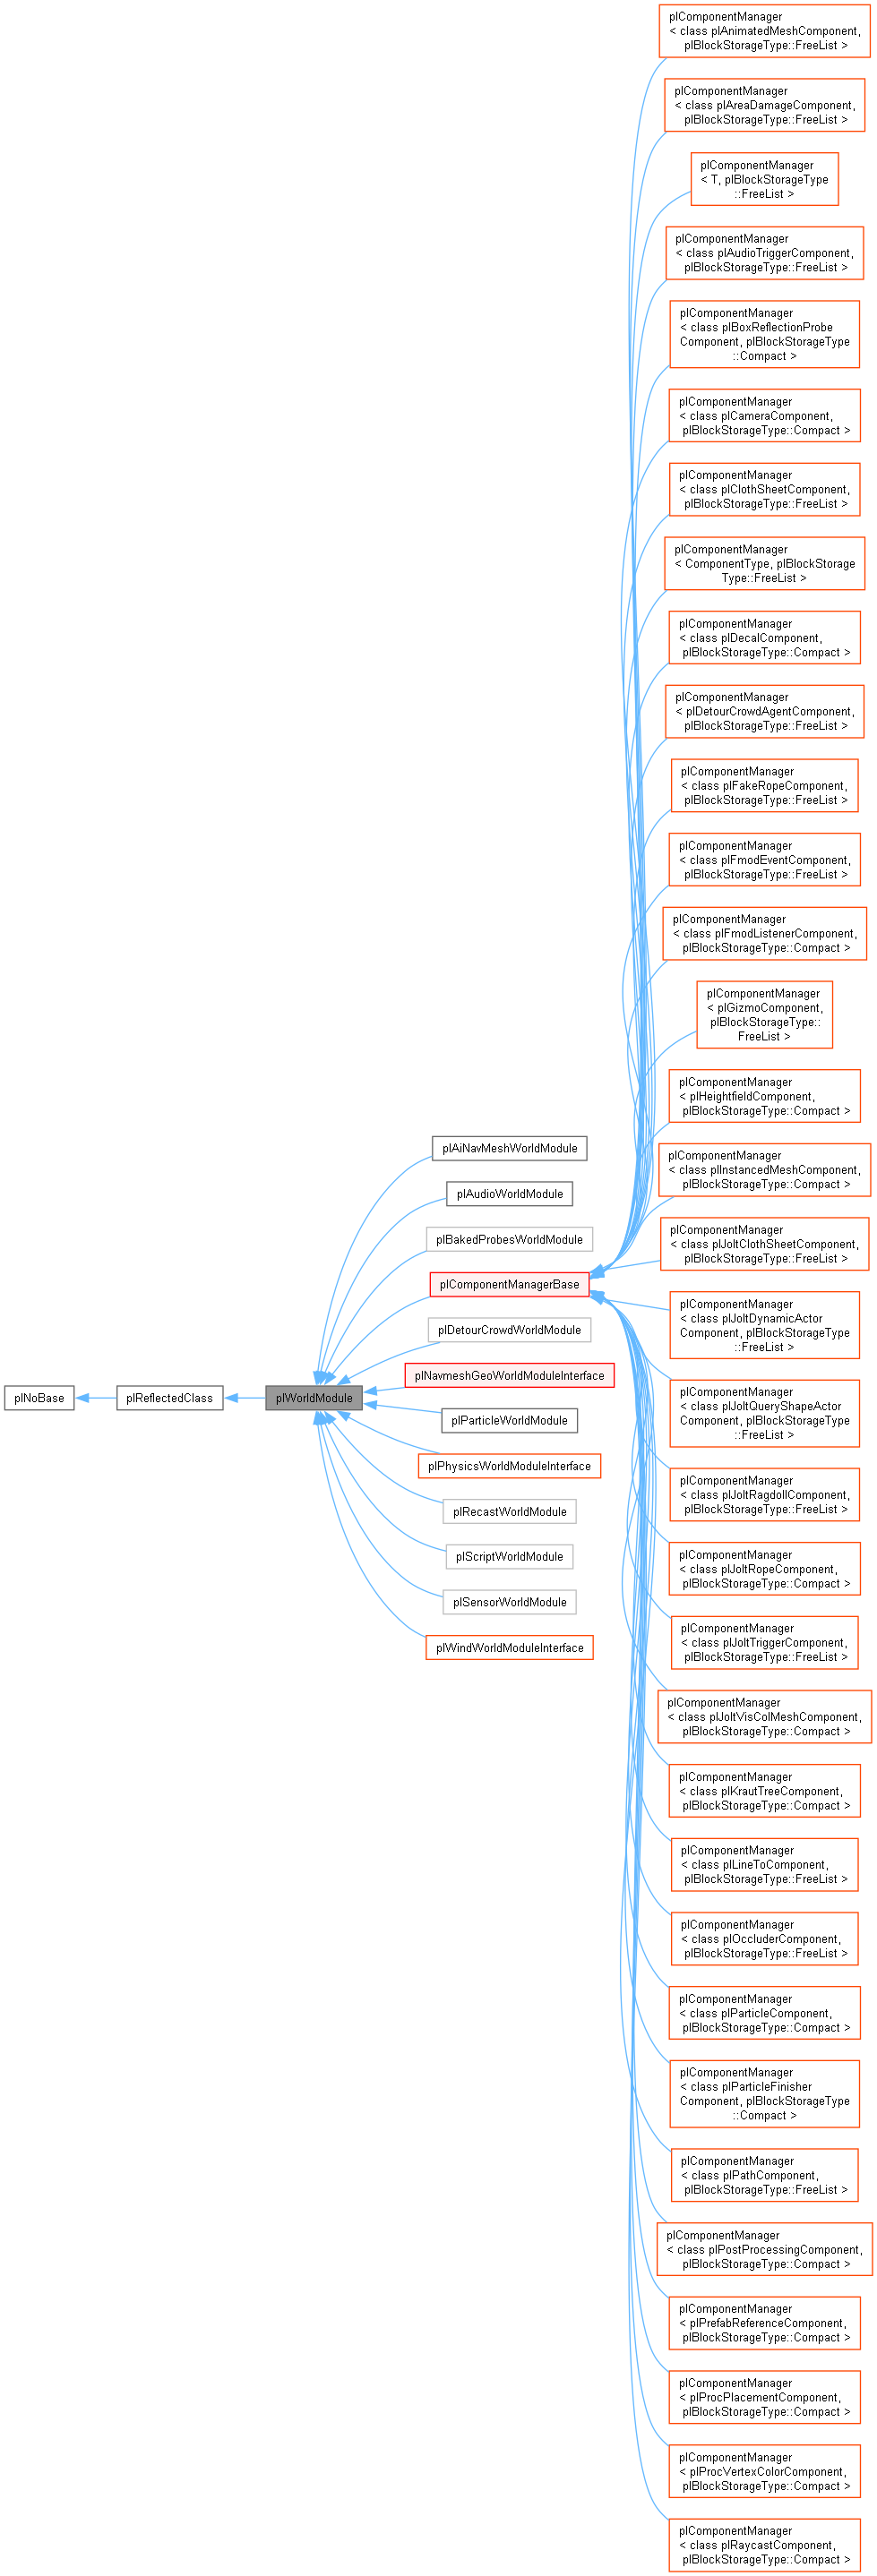 plComponentManager
< class plAnimatedMeshComponent,
plBlockStorageType::FreeList >
plComponentManager
< class plAreaDamageComponent,
plBlockStorageType::FreeList >
plComponentManager
< T, plBlockStorageType
::FreeList >
plComponentManager
< class plAudioTriggerComponent,
plBlockStorageType::FreeList >
plComponentManager
< class plBoxReflectionProbe
Component, plBlockStorageType
::Compact >
plComponentManager
< class plCameraComponent,
plBlockStorageType::Compact >
plComponentManager
< class plClothSheetComponent,
plBlockStorageType::FreeList >
plComponentManager
< ComponentType, plBlockStorage
Type::FreeList >
plComponentManager
< class plDecalComponent,
plBlockStorageType::Compact >
plComponentManager
< plDetourCrowdAgentComponent,
plBlockStorageType::FreeList >
plComponentManager
< class plFakeRopeComponent,
plBlockStorageType::FreeList >
plComponentManager
< class plFmodEventComponent,
plBlockStorageType::FreeList >
plComponentManager
< class plFmodListenerComponent,
plBlockStorageType::Compact >
plComponentManager
< plGizmoComponent,
plBlockStorageType::
FreeList >
plComponentManager
< plHeightfieldComponent,
plBlockStorageType::Compact >
plComponentManager
< class plInstancedMeshComponent,
plBlockStorageType::Compact >
plComponentManager
< class plJoltClothSheetComponent,
plBlockStorageType::FreeList >
plComponentManager
< class plJoltDynamicActor
Component, plBlockStorageType
::FreeList >
plComponentManager
< class plJoltQueryShapeActor
Component, plBlockStorageType
::FreeList >
plComponentManager
< class plJoltRagdollComponent,
plBlockStorageType::FreeList >
plComponentManager
< class plJoltRopeComponent,
plBlockStorageType::Compact >
plComponentManager
< class plJoltTriggerComponent,
plBlockStorageType::FreeList >
plComponentManager
< class plJoltVisColMeshComponent,
plBlockStorageType::Compact >
plComponentManager
< class plKrautTreeComponent,
plBlockStorageType::Compact >
plComponentManager
< class plLineToComponent,
plBlockStorageType::FreeList >
plComponentManager
< class plOccluderComponent,
plBlockStorageType::FreeList >
plComponentManager
< class plParticleComponent,
plBlockStorageType::Compact >
plComponentManager
< class plParticleFinisher
Component, plBlockStorageType
::Compact >
plComponentManager
< class plPathComponent,
plBlockStorageType::FreeList >
plComponentManager
< class plPostProcessingComponent,
plBlockStorageType::Compact >
plComponentManager
< plPrefabReferenceComponent,
plBlockStorageType::Compact >
plComponentManager
< plProcPlacementComponent,
plBlockStorageType::Compact >
plComponentManager
< plProcVertexColorComponent,
plBlockStorageType::Compact >
plComponentManager
< class plRaycastComponent,
plBlockStorageType::Compact >
plAiNavMeshWorldModule
plAudioWorldModule
plBakedProbesWorldModule
plComponentManagerBase
plDetourCrowdWorldModule
plNavmeshGeoWorldModuleInterface
plParticleWorldModule
plPhysicsWorldModuleInterface
plRecastWorldModule
plScriptWorldModule
plSensorWorldModule
plWindWorldModuleInterface
plNoBase
plReflectedClass
plWorldModule